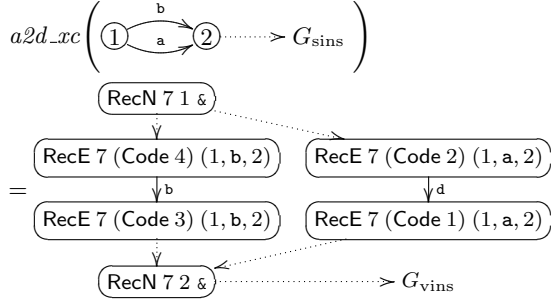 b
a2d_xc ( 1 a 2 G_sins )
RecN 7 1 &
RecE 7 (Code 4) (1, b, 2) RecE 7 (Code 2) (1, a, 2)
= b d
RecE 7 (Code 3) (1, b, 2) RecE 7 (Code 1) (1, a, 2)
RecN 7 2 & G_vins